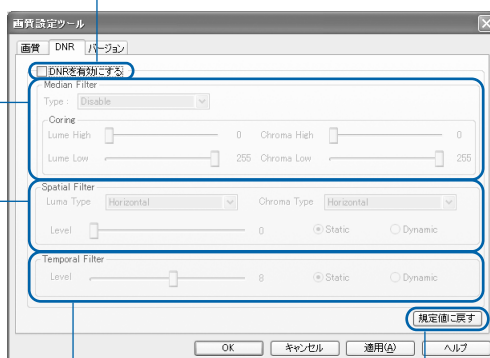 画質設定ツール
画質 DNR バージョン
DNRを有効にする
Median Filter
Type : Disable
Coring
Lume High 0 Chroma High 0
Lume Low 255 Chroma Low 255
Spatial Filter
Luma Type Horizontal Chroma Type Horizontal
Level 0 Static Dynamic
Temporal Filter
Level 8 Static Dynamic
規定値に戻す
OK キャンセル 適用(A) ヘルプ